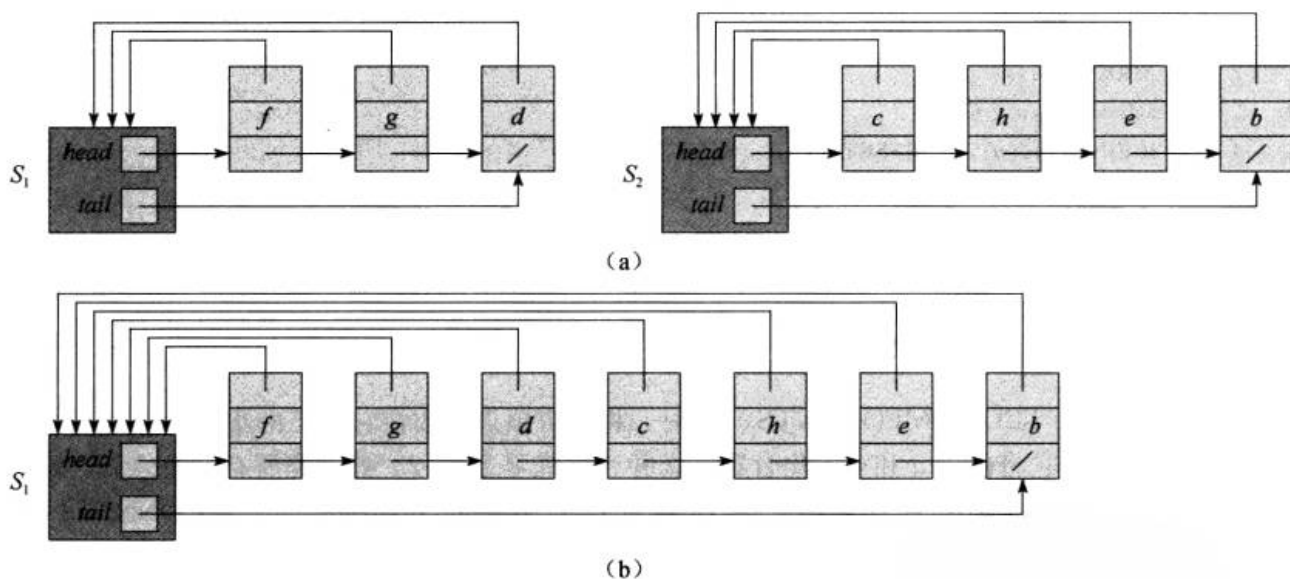 f g d c h e b
head head
S₁ S₂
tail tail
(a)
f g d c h e b
head
S₁
tail
(b)